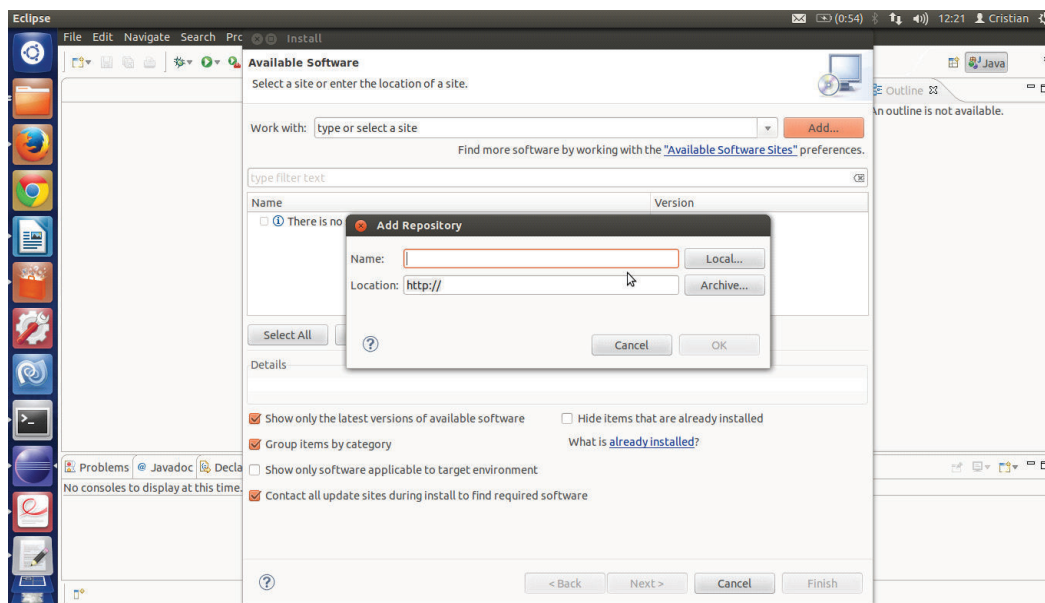 Eclipse (0:54) 12:21 Cristian
File Edit Navigate Search Install
Java
Available Software
Select a site or enter the location of a site.
Outline
An outline is not available.
Work with: type or select a site Add...
Find more software by working with the "Available Software Sites" preferences.
type filter text
Name Version
There is no
Add Repository
Name: Local...
Location: http:// Archive...
Select All
Cancel OK
Details
Show only the latest versions of available software Hide items that are already installed
Group items by category What is already installed?
Show only software applicable to target environment
Contact all update sites during install to find required software
Problems @ Javadoc Decla
No consoles to display at this time.
< Back Next > Cancel Finish